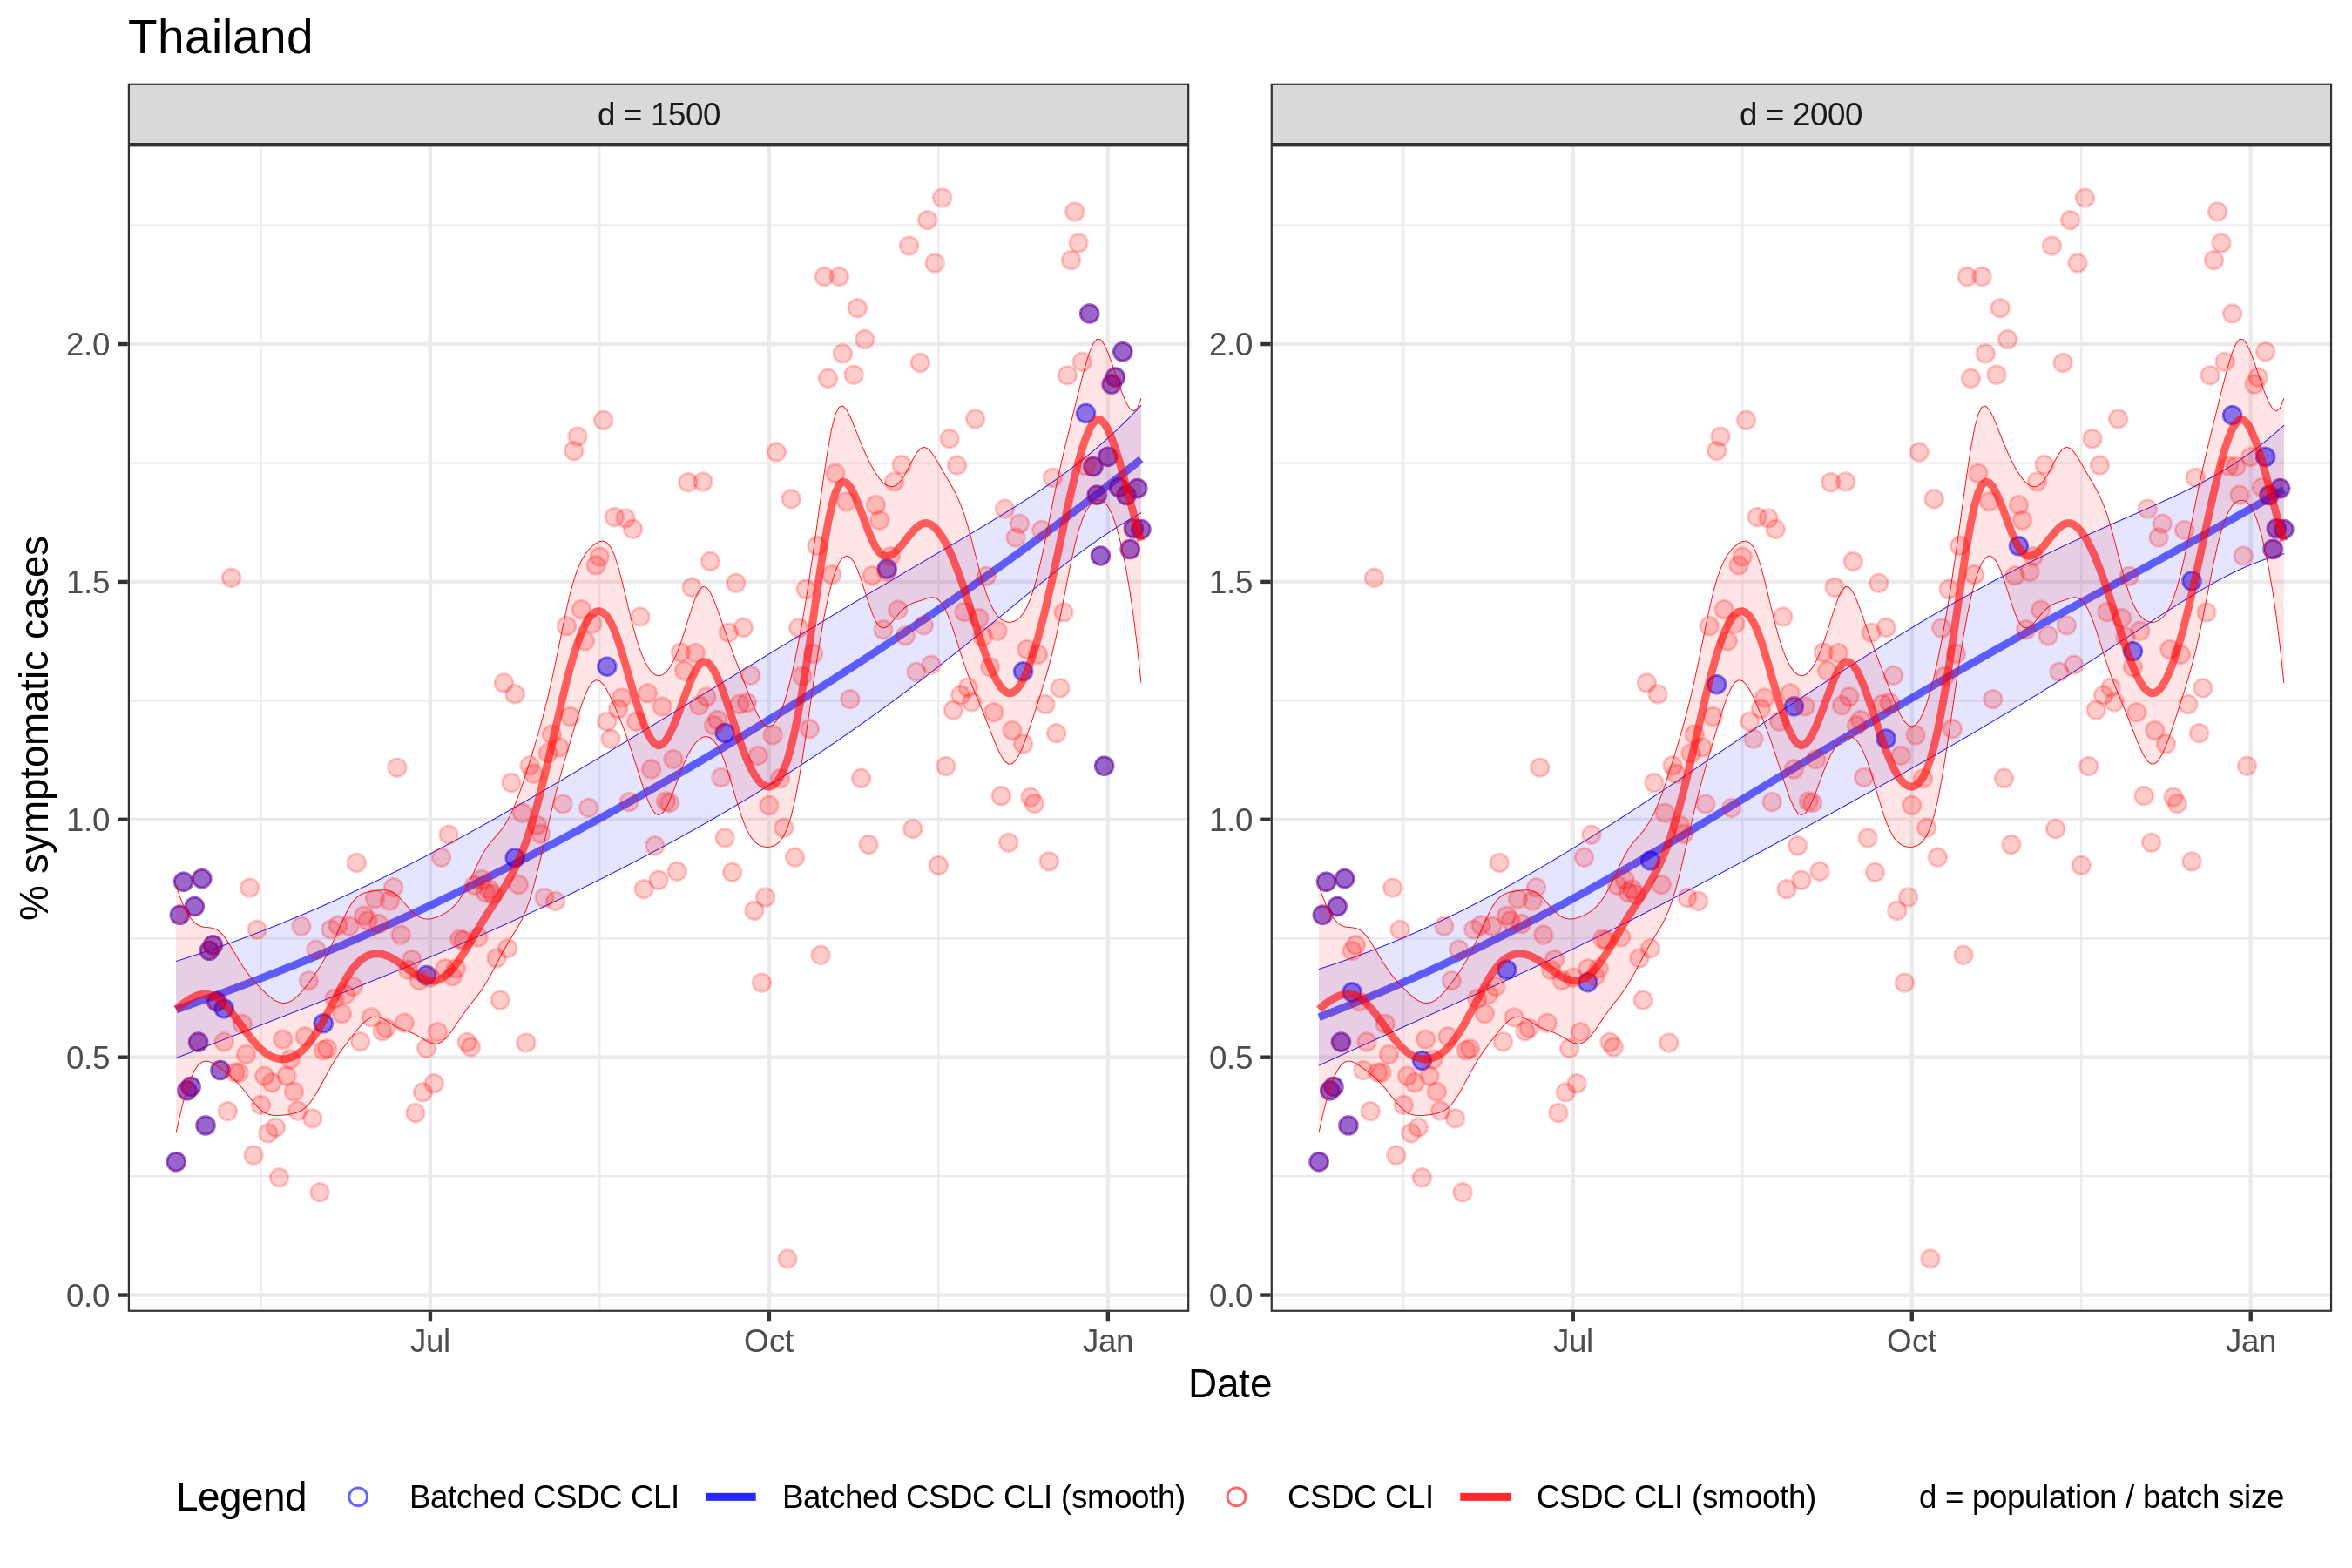 Thailand
d = 1500
d = 2000
% symptomatic cases
2.0
1.5
1.0
0.5
0.0
2.0
1.5
1.0
0.5
0.0
Jul
Oct
Jan
Jul
Oct
Jan
Date
Legend
Batched CSDC CLI
Batched CSDC CLI (smooth)
CSDC CLI
CSDC CLI (smooth)
d = population / batch size